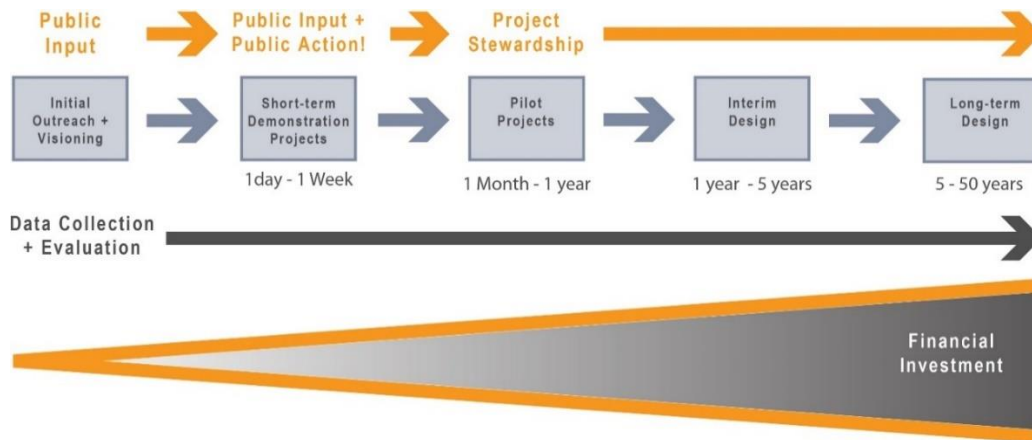 Public
Input
Public Input +
Public Action!
Project
Stewardship
Initial
Outreach +
Visioning
Short-term
Demonstration
Projects
Pilot
Projects
Interim
Design
Long-term
Design
1day - 1 Week
1 Month - 1 year
1 year - 5 years
5 - 50 years
Data Collection
+ Evaluation
Financial
Investment